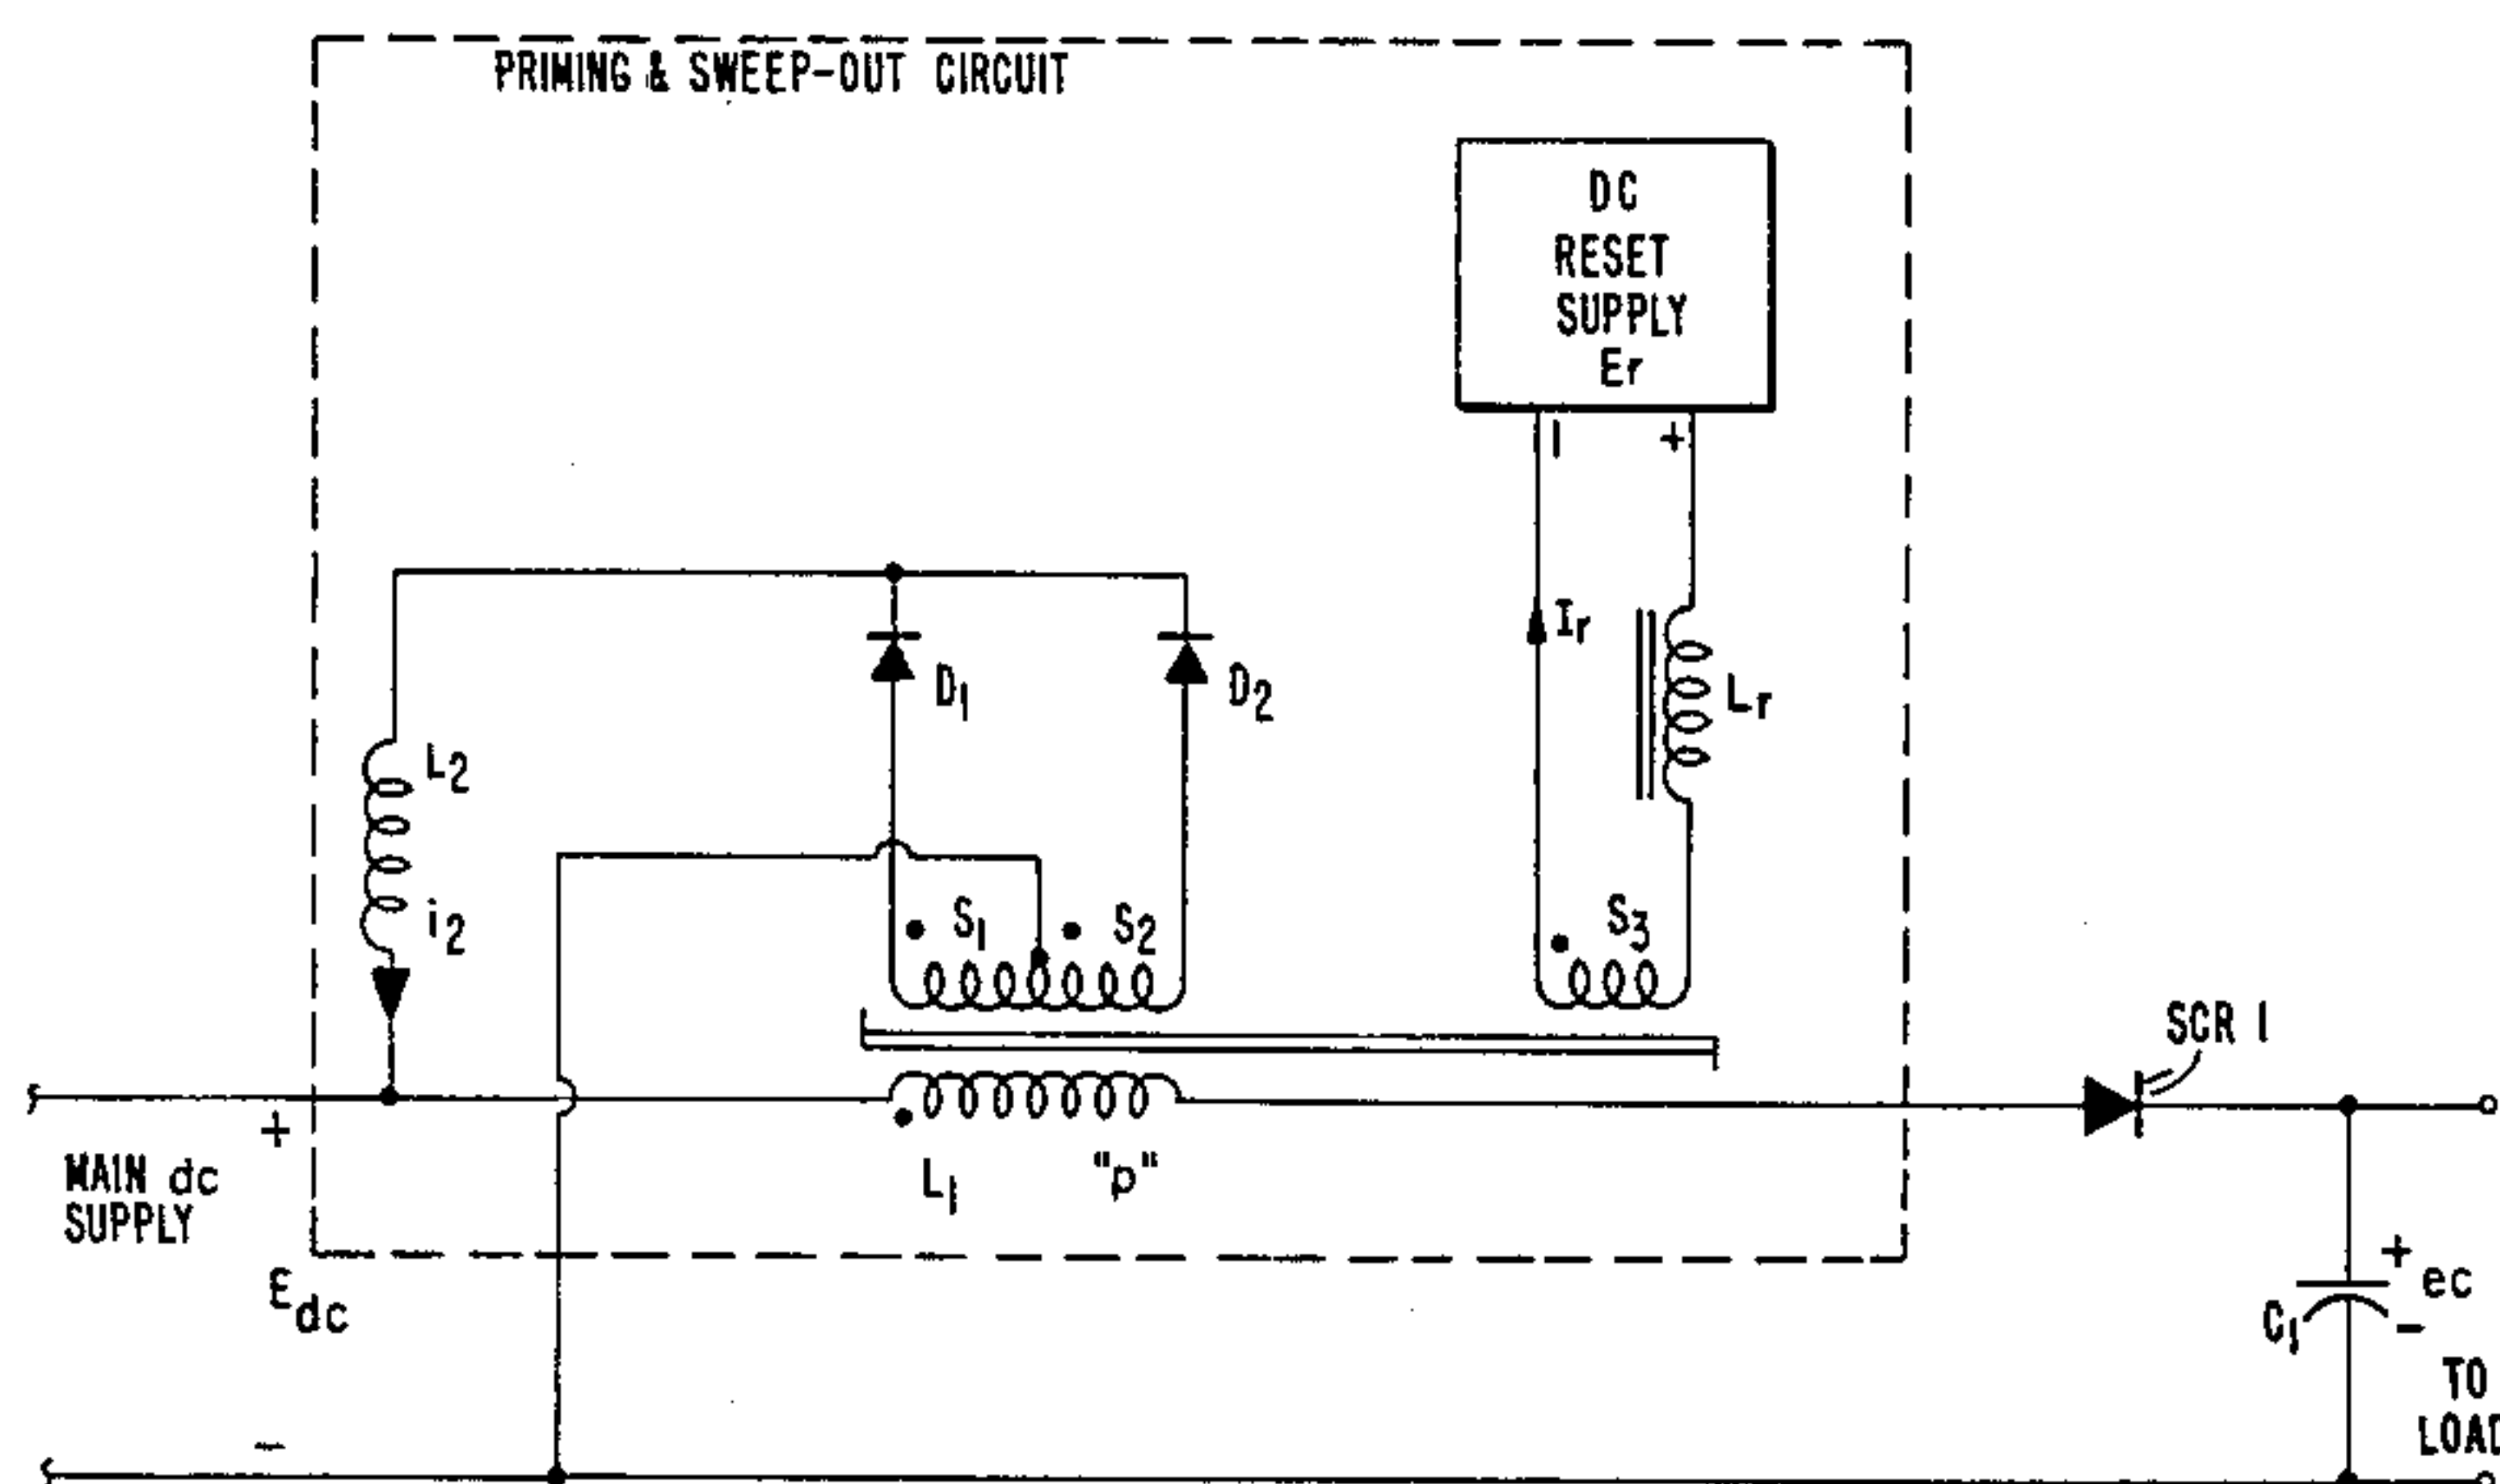 PRIMING & SWEEP-OUT CIRCUIT
DC
RESET
SUPPLY
Er
- +
Ir
Lr
D1
D2
L2
i2
S1
S2
S3
SCR 1
+
MAIN dc
SUPPLY
L1
"p"
Edc
+
ec
C1
-
TO
LOAD
-